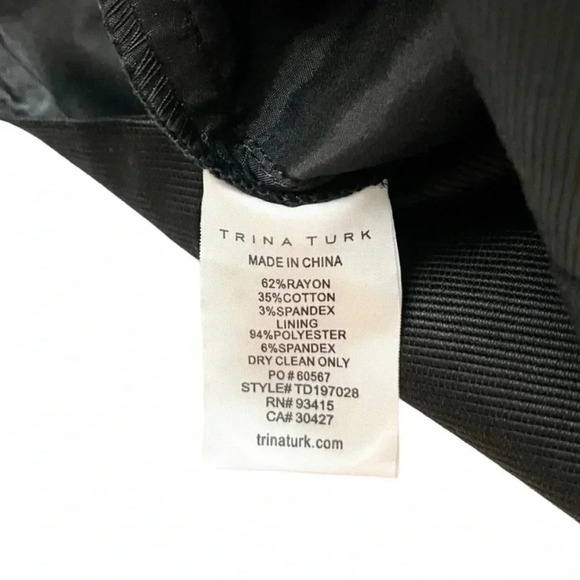 TRINA TURK
MADE IN CHINA
62%RAYON
35%COTTON
3%SPANDEX
LINING
94%POLYESTER
6%SPANDEX
DRY CLEAN ONLY
PO#60567
STYLE# TD197028
RN# 93415
CA# 30427
trinaturk.com